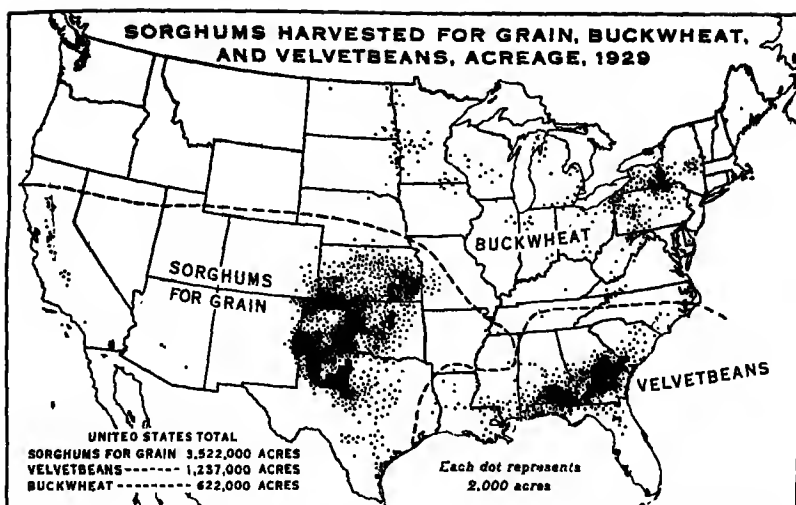 SORGHUMS HARVESTED FOR GRAIN, BUCKWHEAT,
AND VELVETBEANS, ACREAGE, 1929
BUCKWHEAT
SORGHUMS
FOR GRAIN
VELVETBEANS
UNITED STATES TOTAL
SORGHUMS FOR GRAIN 3,522,000 ACRES
VELVETBEANS------- 1,237,000 ACRES
BUCKWHEAT---------- 622,000 ACRES
Each dot represents
2,000 acres